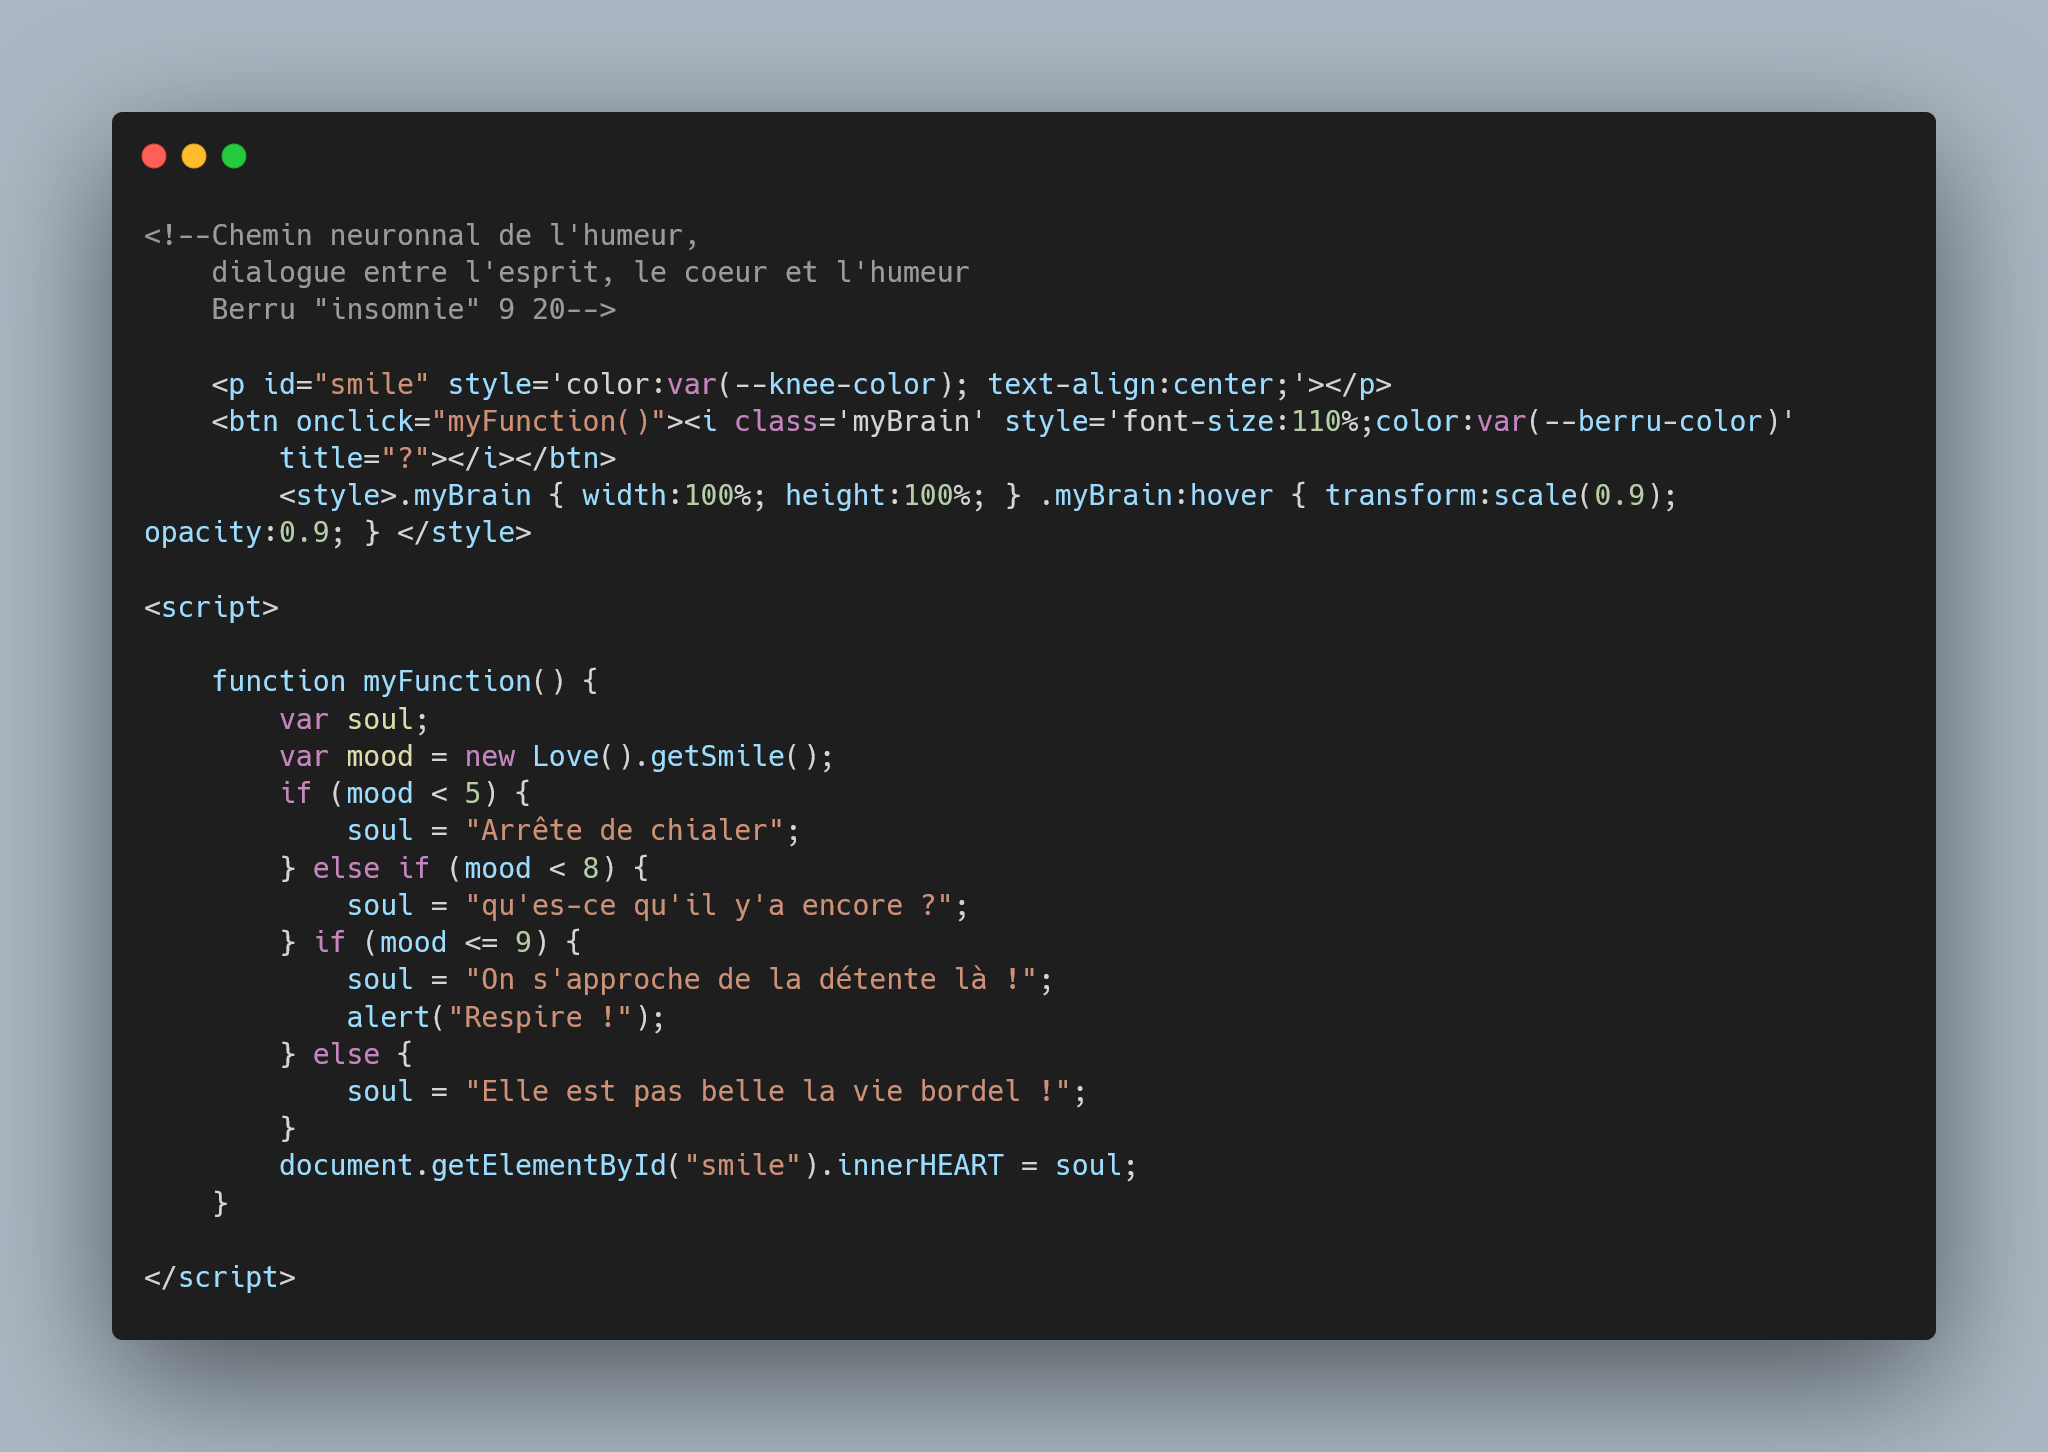 <!--Chemin neuronnal de l'humeur,
    dialogue entre l'esprit, le coeur et l'humeur
    Berru "insomnie" 9 20-->

    <p id="smile" style='color:var(--knee-color); text-align:center;'></p>
    <btn onclick="myFunction()"><i class='myBrain' style='font-size:110%;color:var(--berru-color)'
        title="?"></i></btn>
        <style>.myBrain { width:100%; height:100%; } .myBrain:hover { transform:scale(0.9);
opacity:0.9; } </style>

<script>

    function myFunction() {
        var soul;
        var mood = new Love().getSmile();
        if (mood < 5) {
            soul = "Arrête de chialer";
        } else if (mood < 8) {
            soul = "qu'es-ce qu'il y'a encore ?";
        } if (mood <= 9) {
            soul = "On s'approche de la détente là !";
            alert("Respire !");
        } else {
            soul = "Elle est pas belle la vie bordel !";
        }
        document.getElementById("smile").innerHEART = soul;
    }

</script>